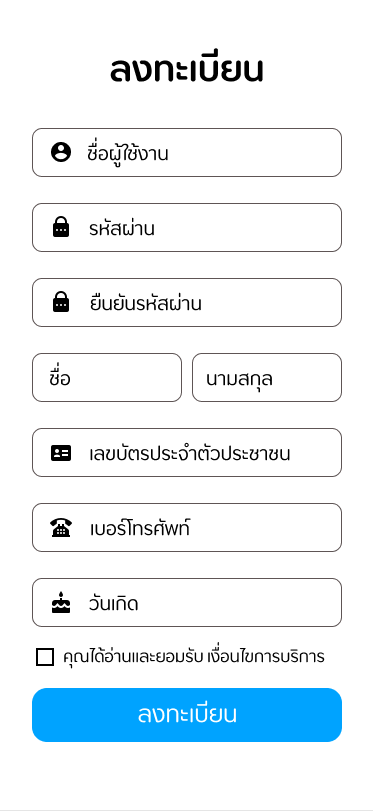 ลงทะเบียน
ชื่อผู้ใช้งาน
รหัสผ่าน
ยืนยันรหัสผ่าน
ชื่อ นามสกุล
เลขบัตรประจำตัวประชาชน
เบอร์โทรศัพท์
วันเกิด
คุณได้อ่านและยอมรับ เงื่อนไขการบริการ
ลงทะเบียน